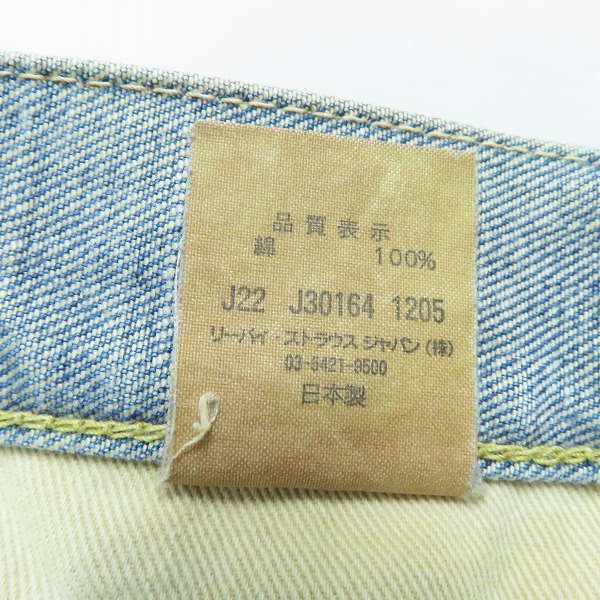 品質表示
綿 100%
J22 J30164 1205
リーバイ・ストラウス ジャパン(株)
03-5421-9500
日本製